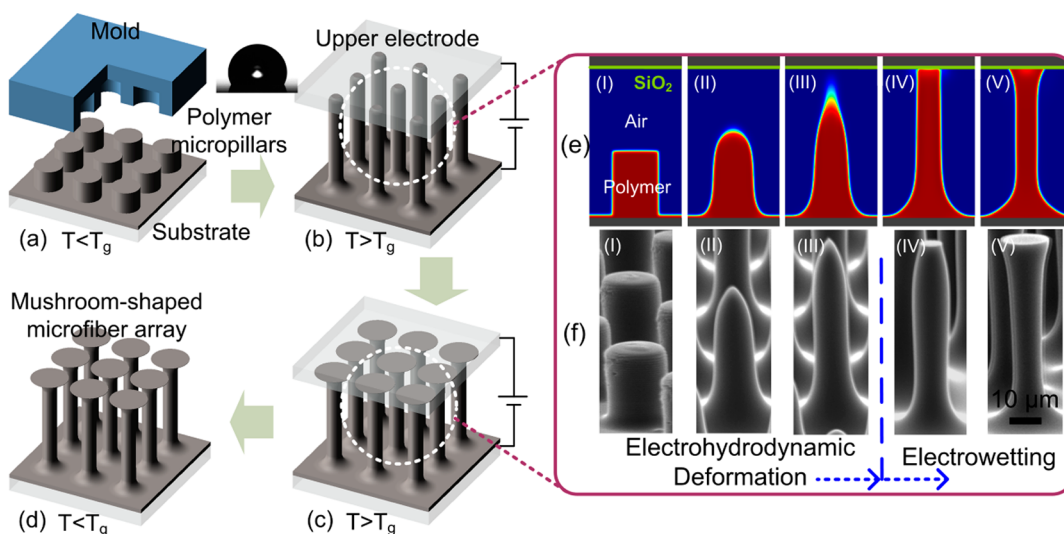 Mold
Polymer
micropillars
Substrate
(a) T<Tg
Upper electrode
(b) T>Tg
Mushroom-shaped
microfiber array
(d) T<Tg
(c) T>Tg
(e)
(I) (II) (III) (IV) (V)
SiO₂
Air
Polymer
(f)
(I) (II) (III) (IV) (V)
10 μm
Electrohydrodynamic
Deformation
Electrowetting